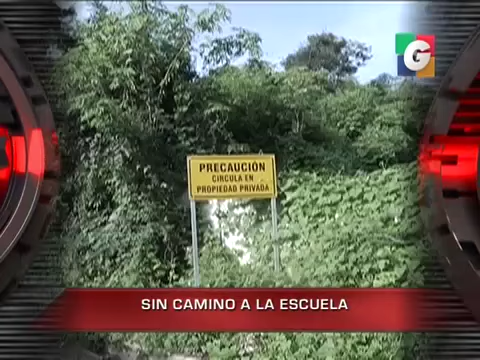 G
PRECAUCIÓN
CIRCULA EN
PROPIEDAD PRIVADA
SIN CAMINO A LA ESCUELA